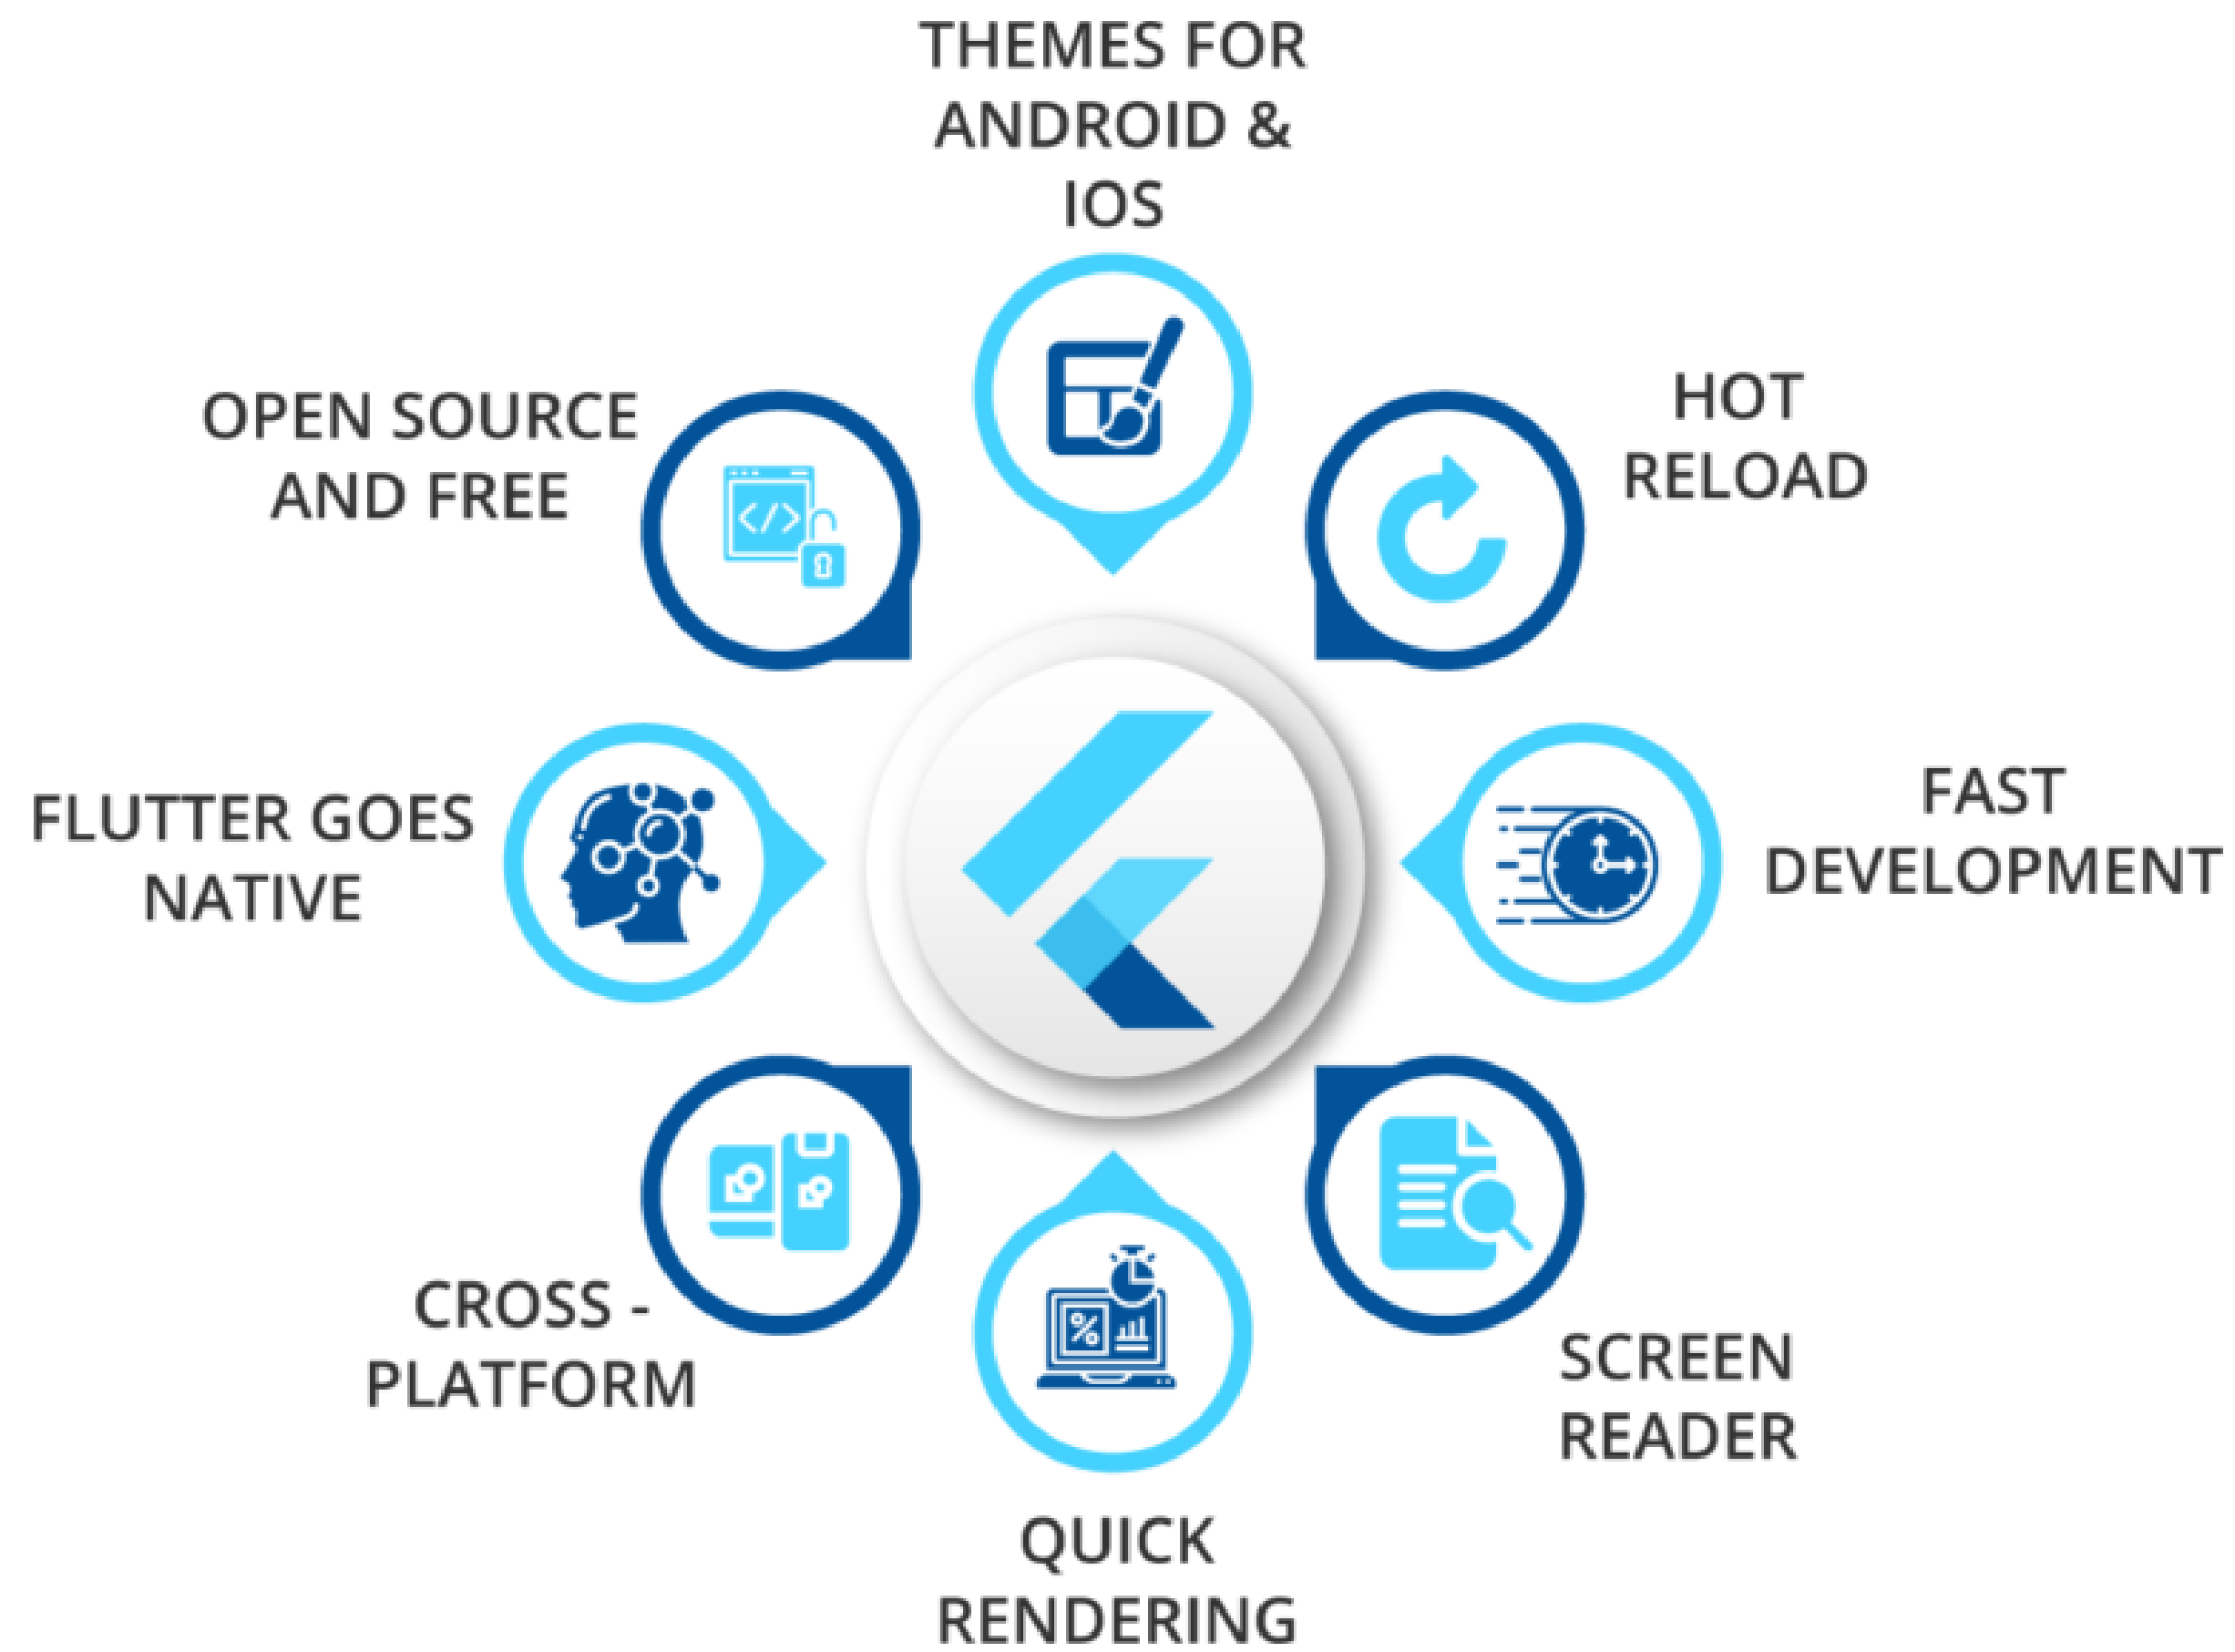 THEMES FOR
ANDROID &
IOS
HOT
RELOAD
FAST
DEVELOPMENT
SCREEN
READER
QUICK
RENDERING
CROSS -
PLATFORM
FLUTTER GOES
NATIVE
OPEN SOURCE
AND FREE